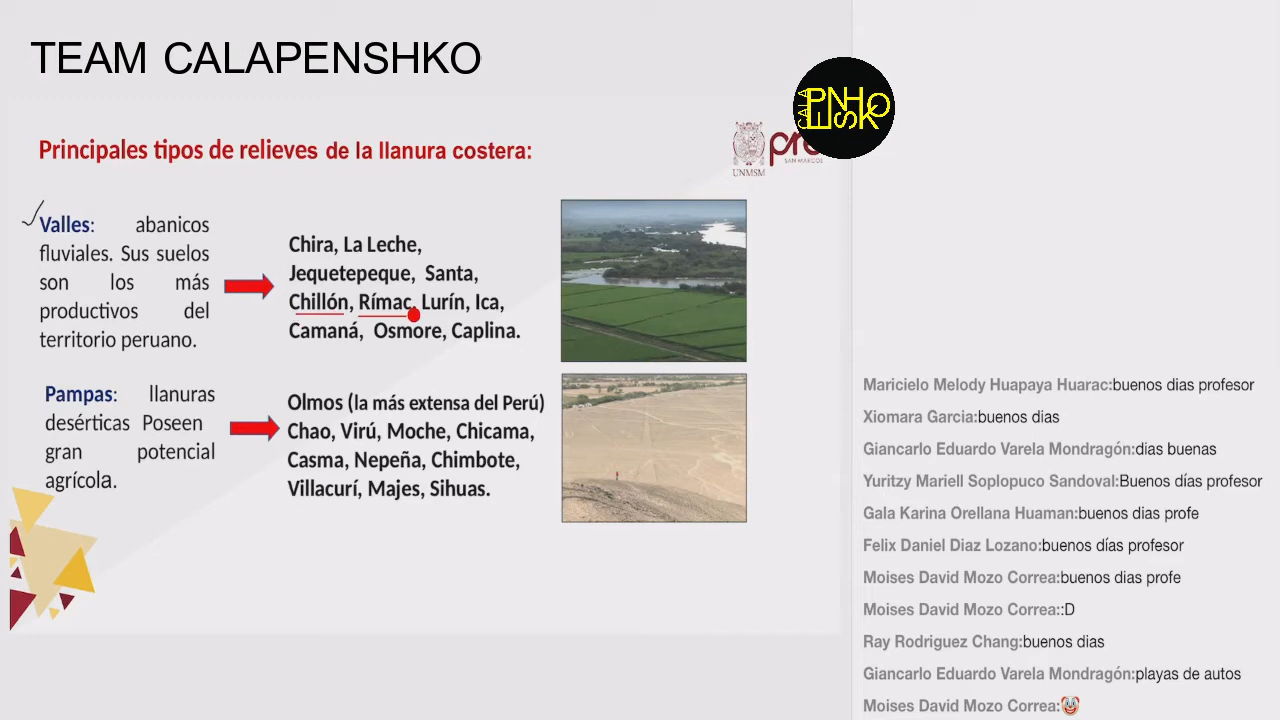 TEAM CALAPENSHKO
CALA
PENHSKO
Principales tipos de relieves de la llanura costera:
UNMSM
pre
SAN MARCOS
Valles: abanicos
fluviales. Sus suelos
son los más
productivos del
territorio peruano.
Chira, La Leche,
Jequetepeque, Santa,
Chillón, Rímac, Lurín, Ica,
Camaná, Osmore, Caplina.
Pampas: llanuras
desérticas Poseen
gran potencial
agrícola.
Olmos (la más extensa del Perú)
Chao, Virú, Moche, Chicama,
Casma, Nepeña, Chimbote,
Villacurí, Majes, Sihuas.
Maricielo Melody Huapaya Huarac:buenos dias profesor
Xiomara Garcia:buenos dias
Giancarlo Eduardo Varela Mondragón:dias buenas
Yuritzy Mariell Soplopuco Sandoval:Buenos días profesor
Gala Karina Orellana Huaman:buenos dias profe
Felix Daniel Diaz Lozano:buenos días profesor
Moises David Mozo Correa:buenos dias profe
Moises David Mozo Correa::D
Ray Rodriguez Chang:buenos dias
Giancarlo Eduardo Varela Mondragón:playas de autos
Moises David Mozo Correa:🤡